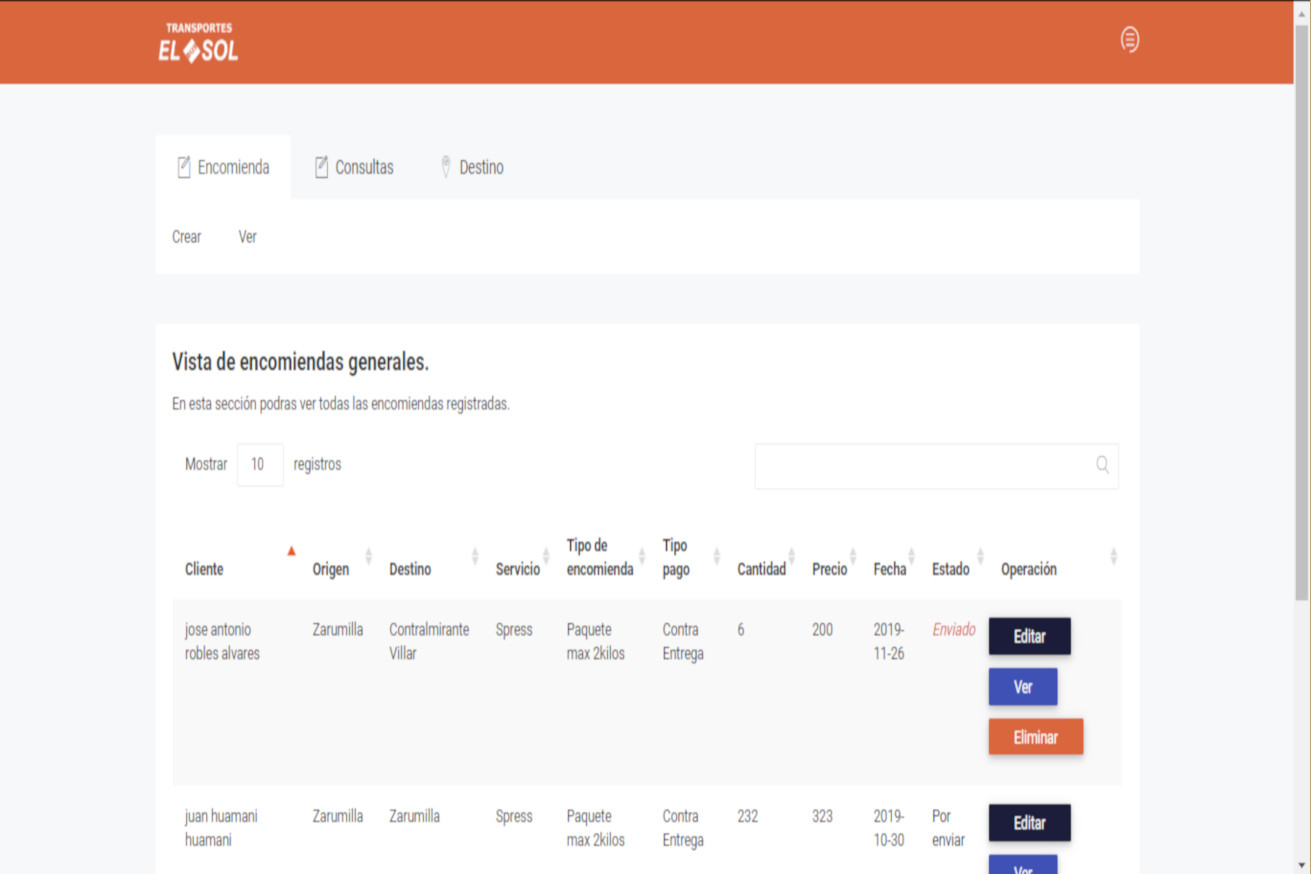 TRANSPORTES
EL SOL
Encomienda Consultas Destino
Crear Ver
Vista de encomiendas generales.
En esta sección podras ver todas las encomiendas registradas.
Mostrar 10 registros
Cliente Origen Destino Servicio Tipo de encomienda Tipo pago Cantidad Precio Fecha Estado Operación
jose antonio Zarumilla Contralmirante Spress Paquete Contra 6 200 2019- Enviado Editar
robles alvares Villar max 2kilos Entrega 11-26
Ver
Eliminar
juan huamani Zarumilla Zarumilla Spress Paquete Contra 232 323 2019- Por Editar
huamani max 2kilos Entrega 10-30 enviar
Ver